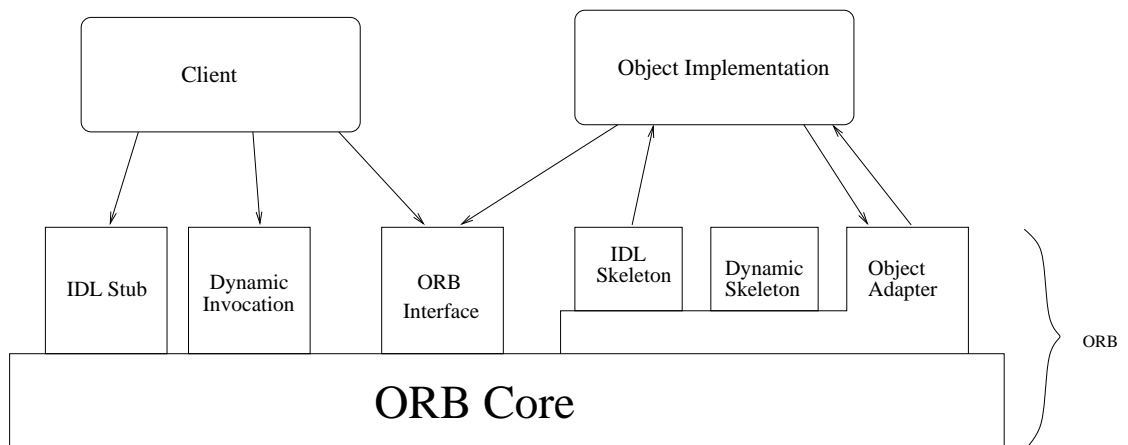 Client
Object Implementation
IDL Stub
Dynamic
Invocation
ORB
Interface
IDL
Skeleton
Dynamic
Skeleton
Object
Adapter
ORB
ORB Core